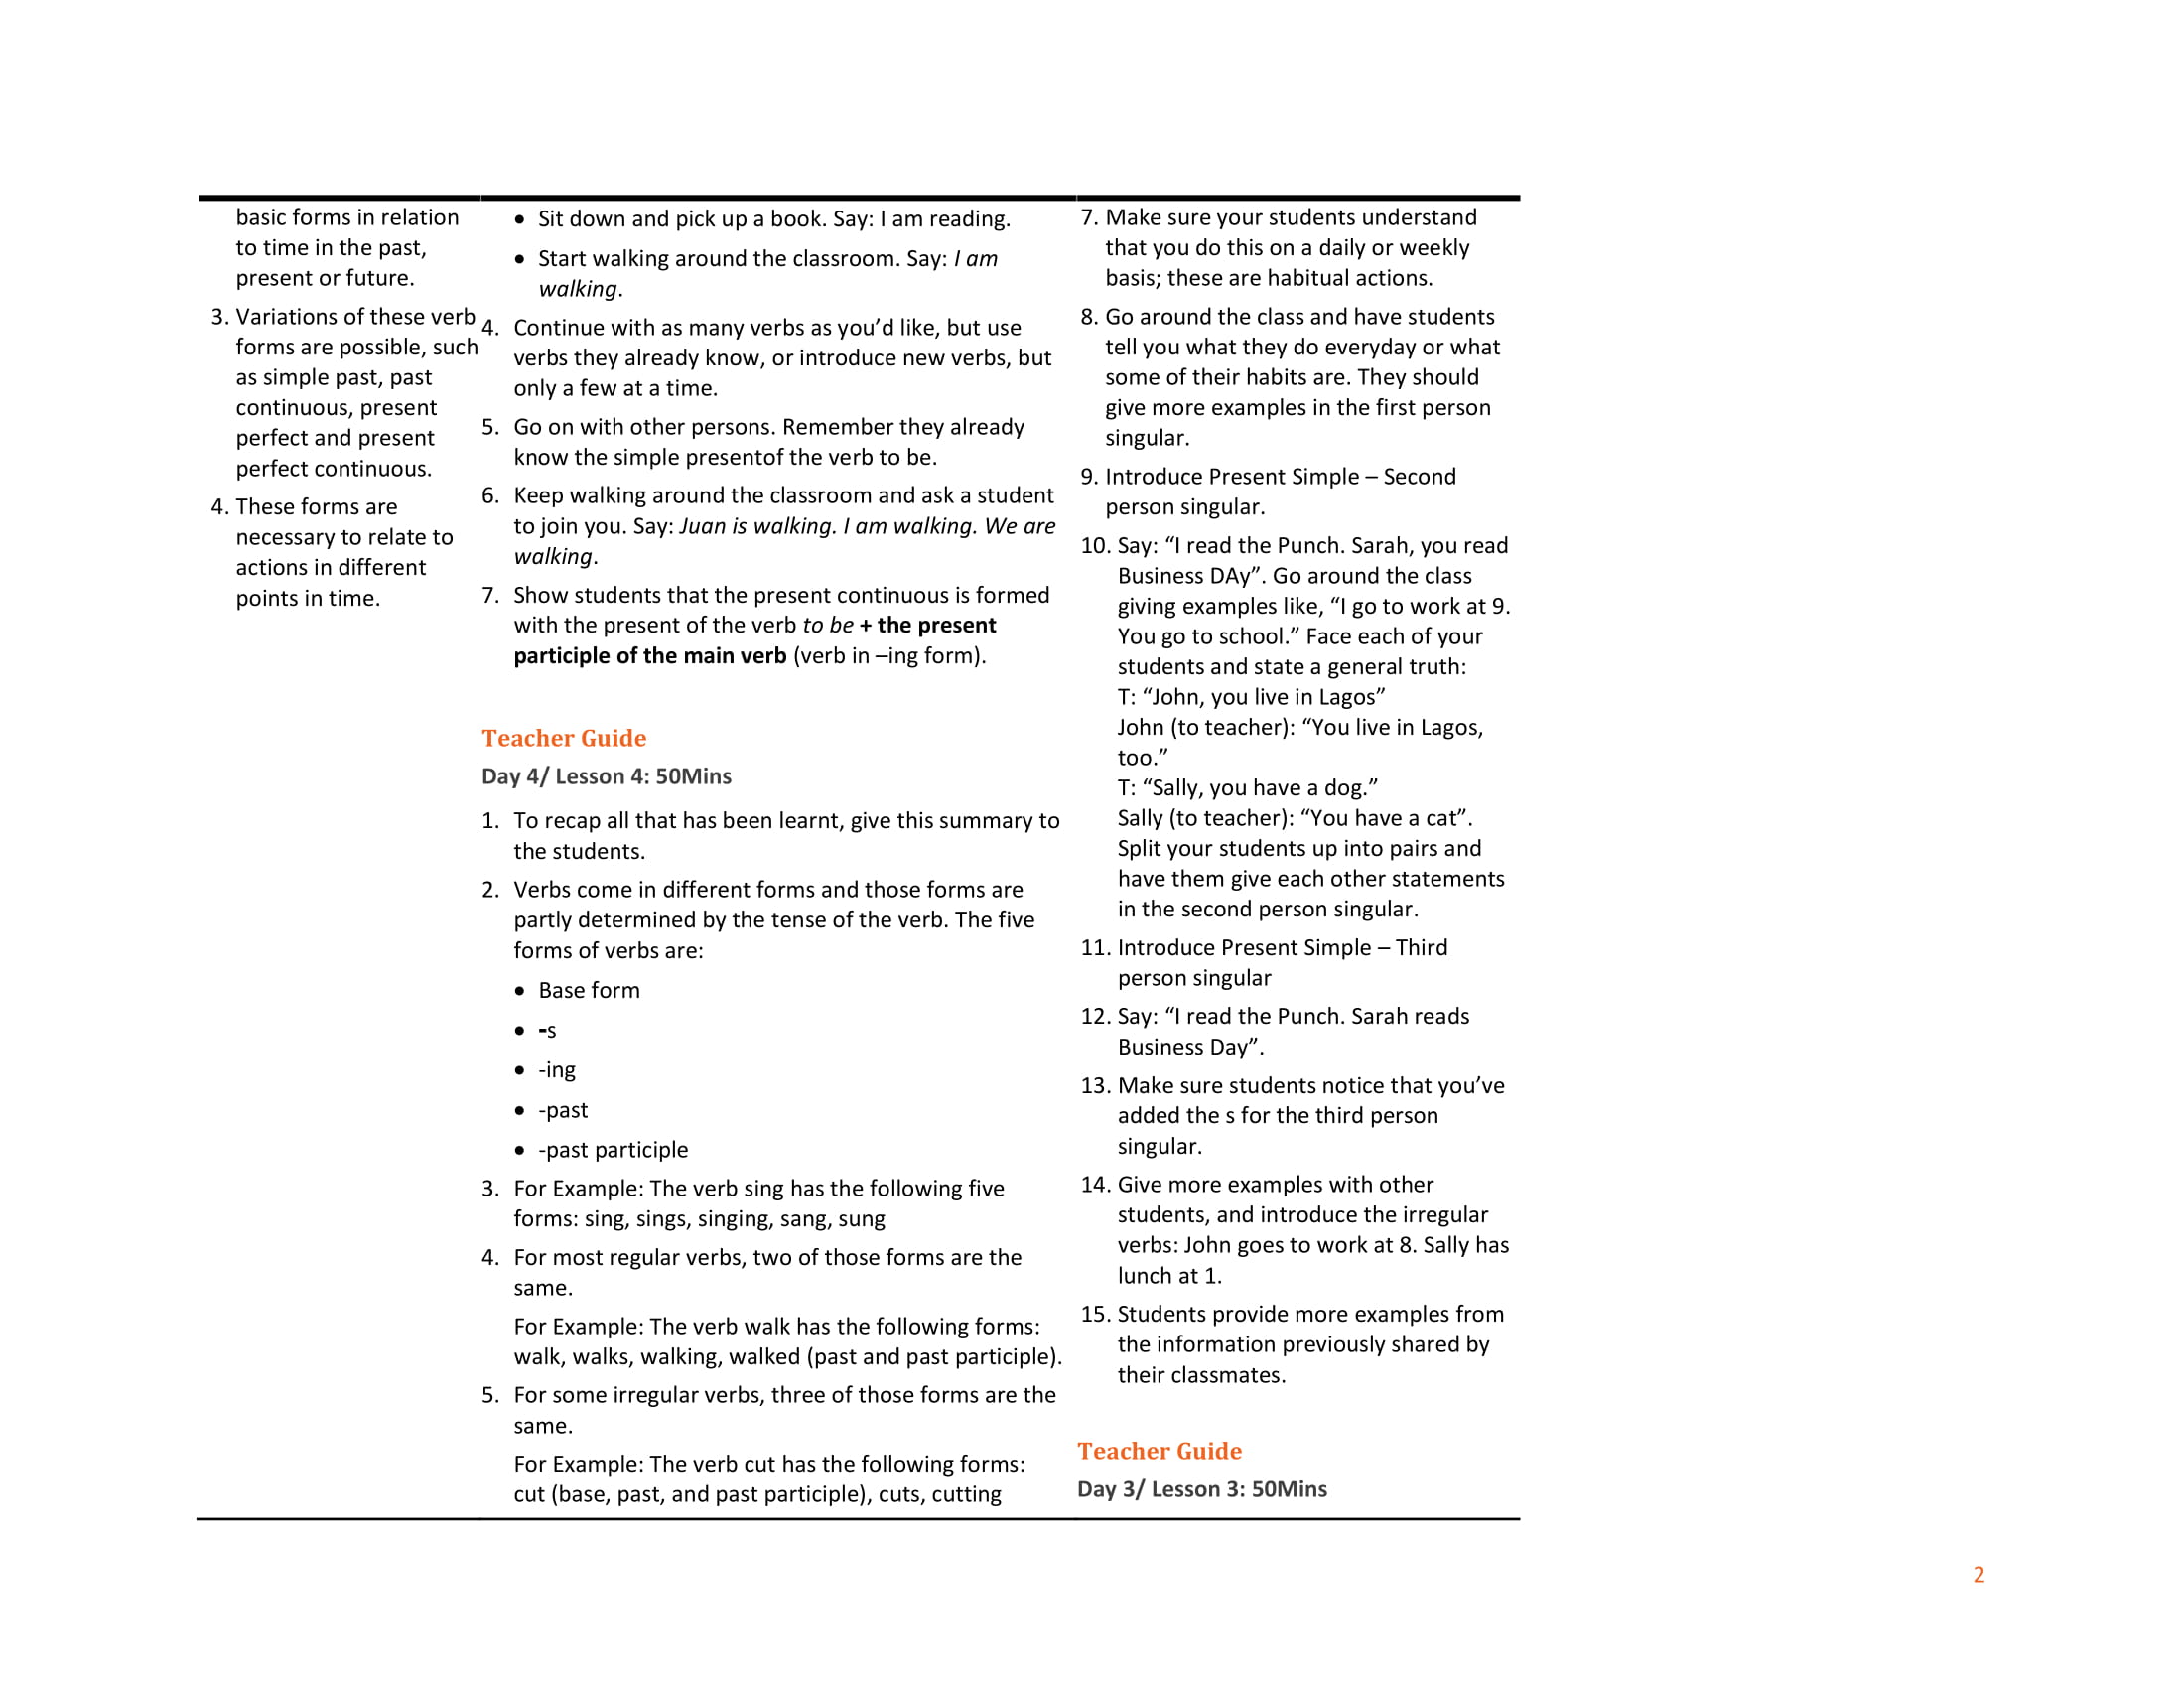 basic forms in relation
to time in the past,
present or future.
3. Variations of these verb
forms are possible, such
as simple past, past
continuous, present
perfect and present
perfect continuous.
4. These forms are
necessary to relate to
actions in different
points in time.
• Sit down and pick up a book. Say: I am reading.
• Start walking around the classroom. Say: I am
walking.
4. Continue with as many verbs as you’d like, but use
verbs they already know, or introduce new verbs, but
only a few at a time.
5. Go on with other persons. Remember they already
know the simple presentof the verb to be.
6. Keep walking around the classroom and ask a student
to join you. Say: Juan is walking. I am walking. We are
walking.
7. Show students that the present continuous is formed
with the present of the verb to be + the present
participle of the main verb (verb in –ing form).
Teacher Guide
Day 4/ Lesson 4: 50Mins
1. To recap all that has been learnt, give this summary to
the students.
2. Verbs come in different forms and those forms are
partly determined by the tense of the verb. The five
forms of verbs are:
• Base form
• -s
• -ing
• -past
• -past participle
3. For Example: The verb sing has the following five
forms: sing, sings, singing, sang, sung
4. For most regular verbs, two of those forms are the
same.
For Example: The verb walk has the following forms:
walk, walks, walking, walked (past and past participle).
5. For some irregular verbs, three of those forms are the
same.
For Example: The verb cut has the following forms:
cut (base, past, and past participle), cuts, cutting
7. Make sure your students understand
that you do this on a daily or weekly
basis; these are habitual actions.
8. Go around the class and have students
tell you what they do everyday or what
some of their habits are. They should
give more examples in the first person
singular.
9. Introduce Present Simple – Second
person singular.
10. Say: “I read the Punch. Sarah, you read
Business DAy”. Go around the class
giving examples like, “I go to work at 9.
You go to school.” Face each of your
students and state a general truth:
T: “John, you live in Lagos”
John (to teacher): “You live in Lagos,
too.”
T: “Sally, you have a dog.”
Sally (to teacher): “You have a cat”.
Split your students up into pairs and
have them give each other statements
in the second person singular.
11. Introduce Present Simple – Third
person singular
12. Say: “I read the Punch. Sarah reads
Business Day”.
13. Make sure students notice that you’ve
added the s for the third person
singular.
14. Give more examples with other
students, and introduce the irregular
verbs: John goes to work at 8. Sally has
lunch at 1.
15. Students provide more examples from
the information previously shared by
their classmates.
Teacher Guide
Day 3/ Lesson 3: 50Mins
2